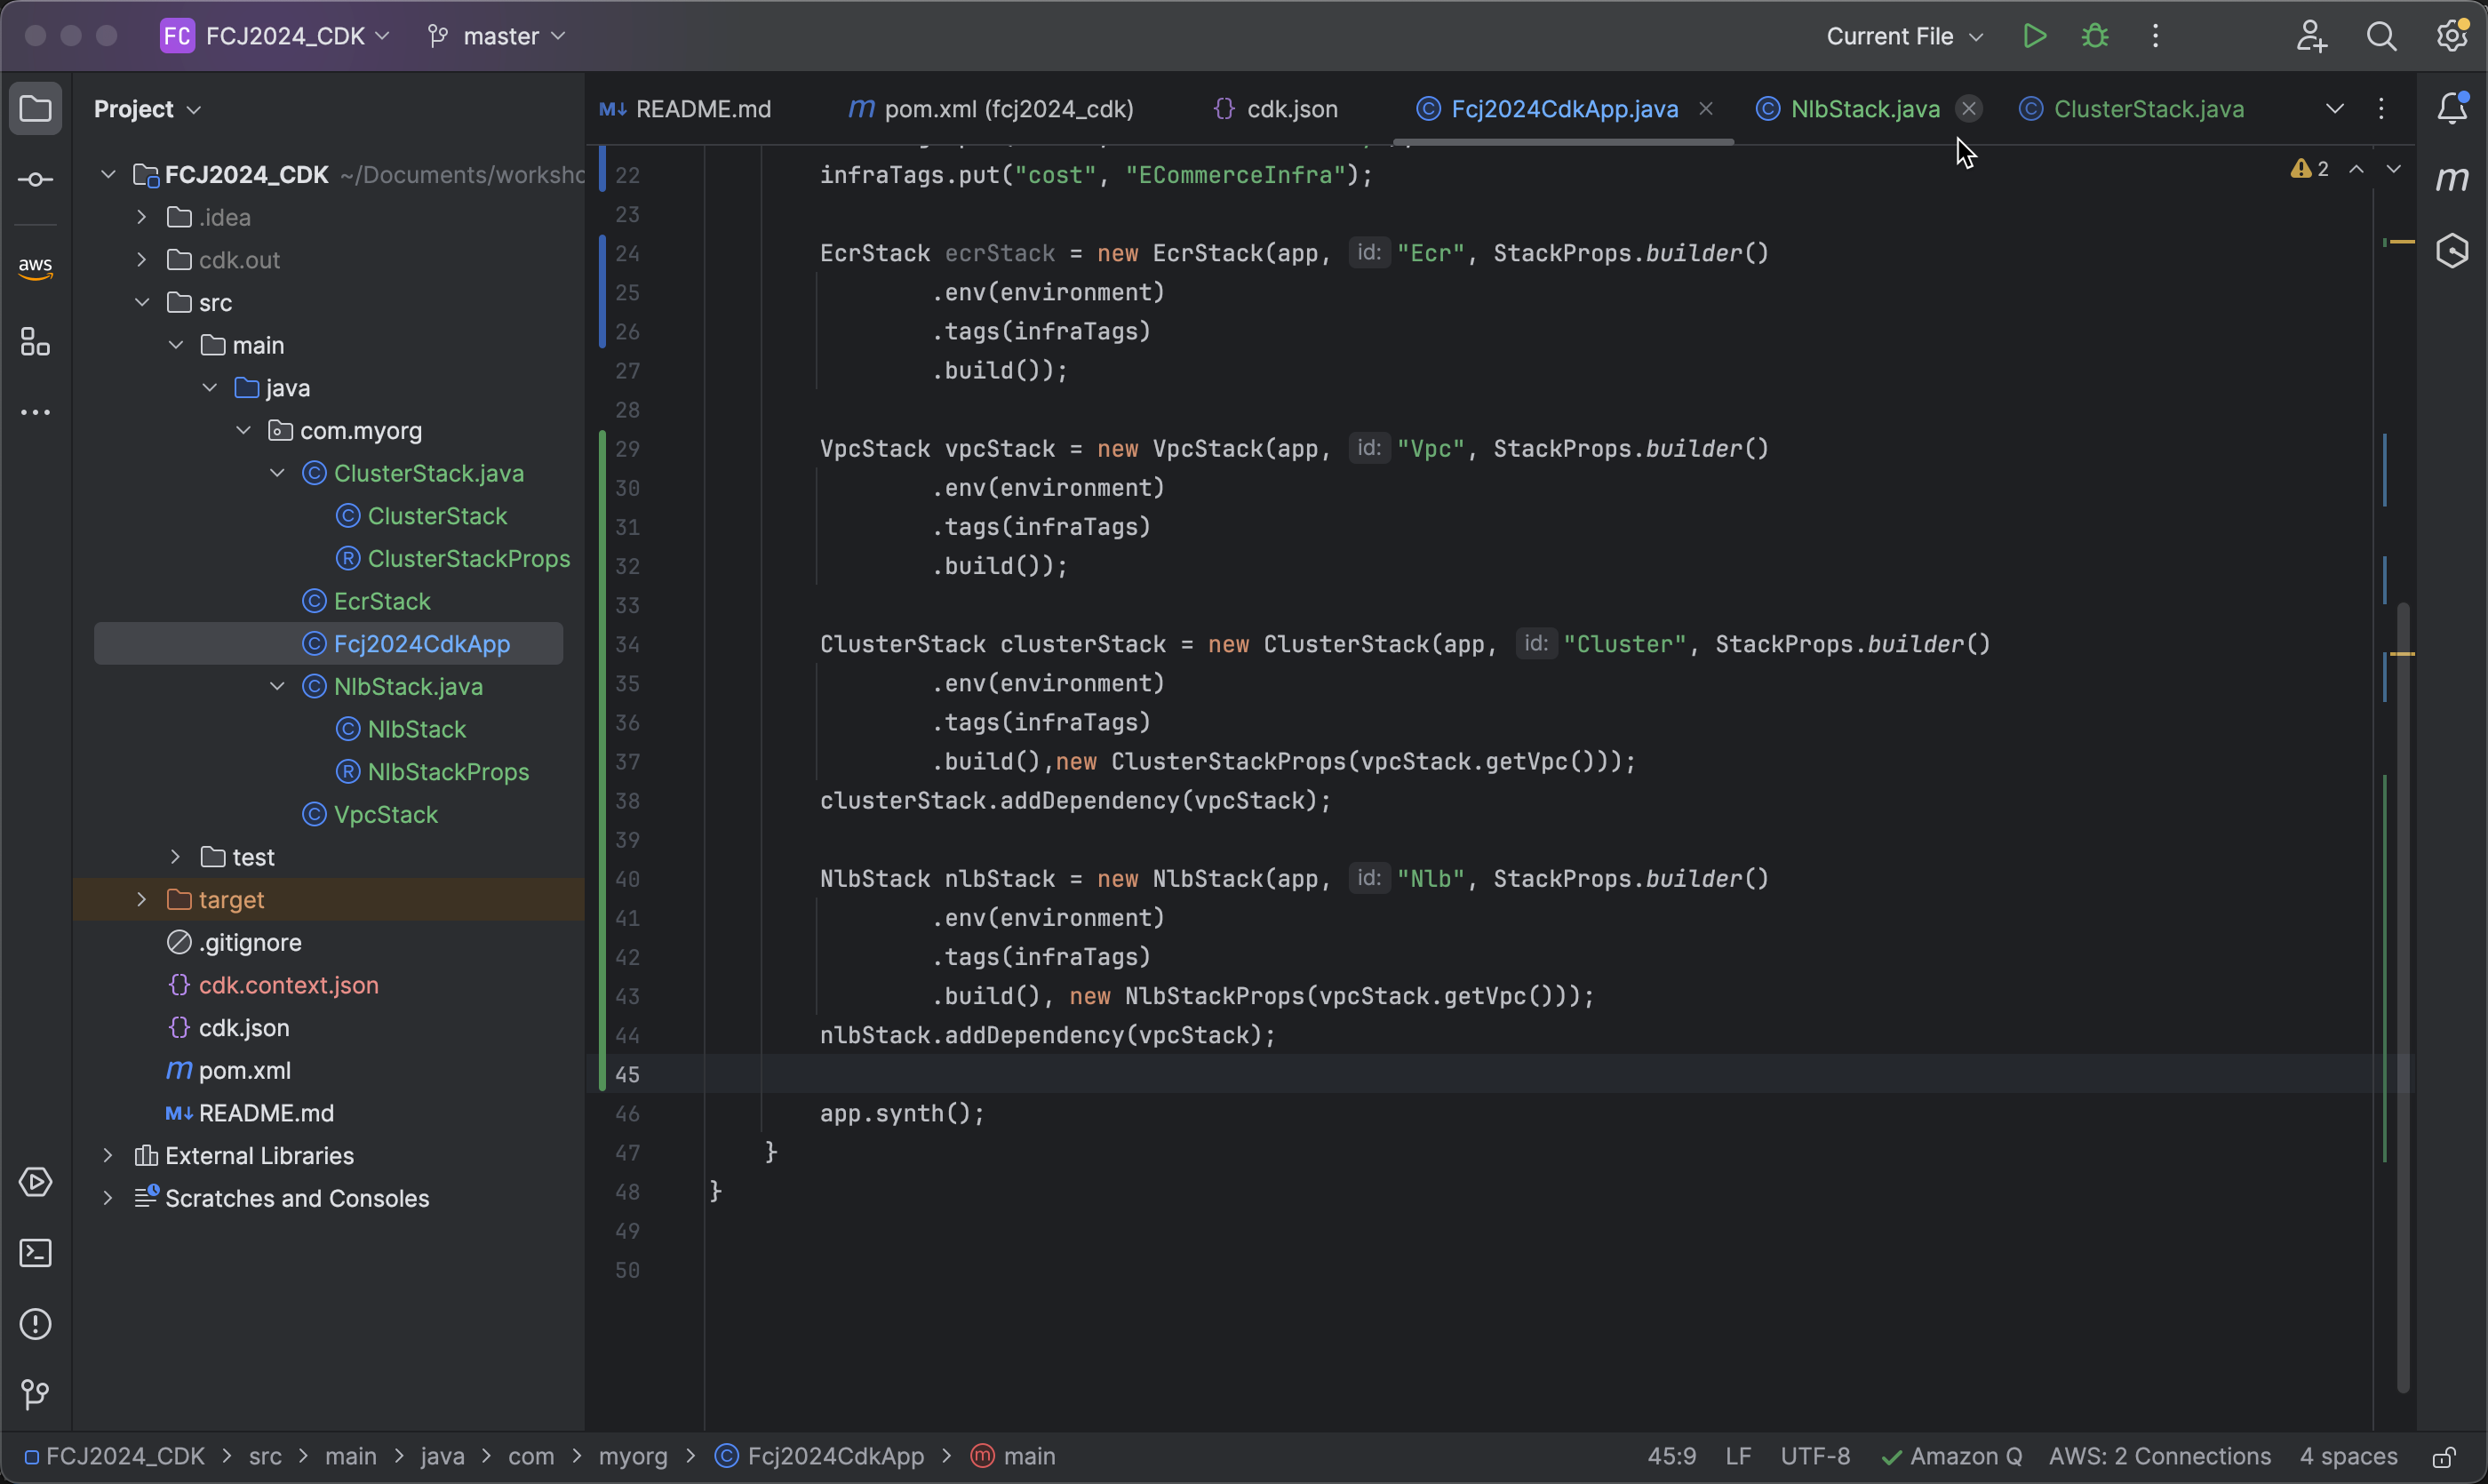 FC FCJ2024_CDK master Current File
Project
README.md pom.xml (fcj2024_cdk) cdk.json Fcj2024CdkApp.java NlbStack.java ClusterStack.java
aws
FCJ2024_CDK ~/Documents/worksho
.idea
cdk.out
src
main
java
com.myorg
ClusterStack.java
ClusterStack
ClusterStackProps
EcrStack
Fcj2024CdkApp
NlbStack.java
NlbStack
NlbStackProps
VpcStack
test
target
.gitignore
cdk.context.json
cdk.json
pom.xml
README.md
External Libraries
Scratches and Consoles
2
22 infraTags.put("cost", "ECommerceInfra");
23
24 EcrStack ecrStack = new EcrStack(app, id: "Ecr", StackProps.builder()
25 .env(environment)
26 .tags(infraTags)
27 .build());
28
29 VpcStack vpcStack = new VpcStack(app, id: "Vpc", StackProps.builder()
30 .env(environment)
31 .tags(infraTags)
32 .build());
33
34 ClusterStack clusterStack = new ClusterStack(app, id: "Cluster", StackProps.builder()
35 .env(environment)
36 .tags(infraTags)
37 .build(),new ClusterStackProps(vpcStack.getVpc()));
38 clusterStack.addDependency(vpcStack);
39
40 NlbStack nlbStack = new NlbStack(app, id: "Nlb", StackProps.builder()
41 .env(environment)
42 .tags(infraTags)
43 .build(), new NlbStackProps(vpcStack.getVpc()));
44 nlbStack.addDependency(vpcStack);
45
46 app.synth();
47 }
48 }
49
50
FCJ2024_CDK > src > main > java > com > myorg > Fcj2024CdkApp > main 45:9 LF UTF-8 Amazon Q AWS: 2 Connections 4 spaces